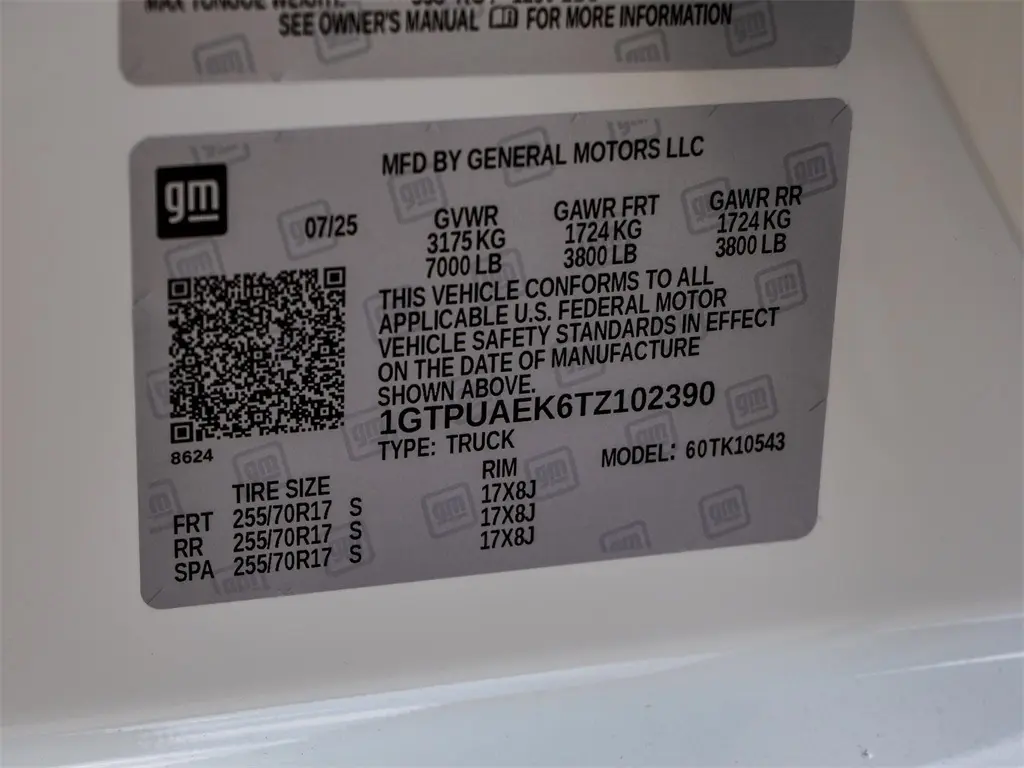 MAX TONGUE WEIGHT:
SEE OWNER'S MANUAL FOR MORE INFORMATION
gm
MFD BY GENERAL MOTORS LLC
07/25
GVWR GAWR FRT GAWR RR
3175 KG 1724 KG 1724 KG
7000 LB 3800 LB 3800 LB
THIS VEHICLE CONFORMS TO ALL
APPLICABLE U.S. FEDERAL MOTOR
VEHICLE SAFETY STANDARDS IN EFFECT
ON THE DATE OF MANUFACTURE
SHOWN ABOVE.
1GTPUAEK6TZ102390
8624
TYPE: TRUCK MODEL: 60TK10543
TIRE SIZE RIM
FRT 255/70R17 S 17X8J
RR 255/70R17 S 17X8J
SPA 255/70R17 S 17X8J